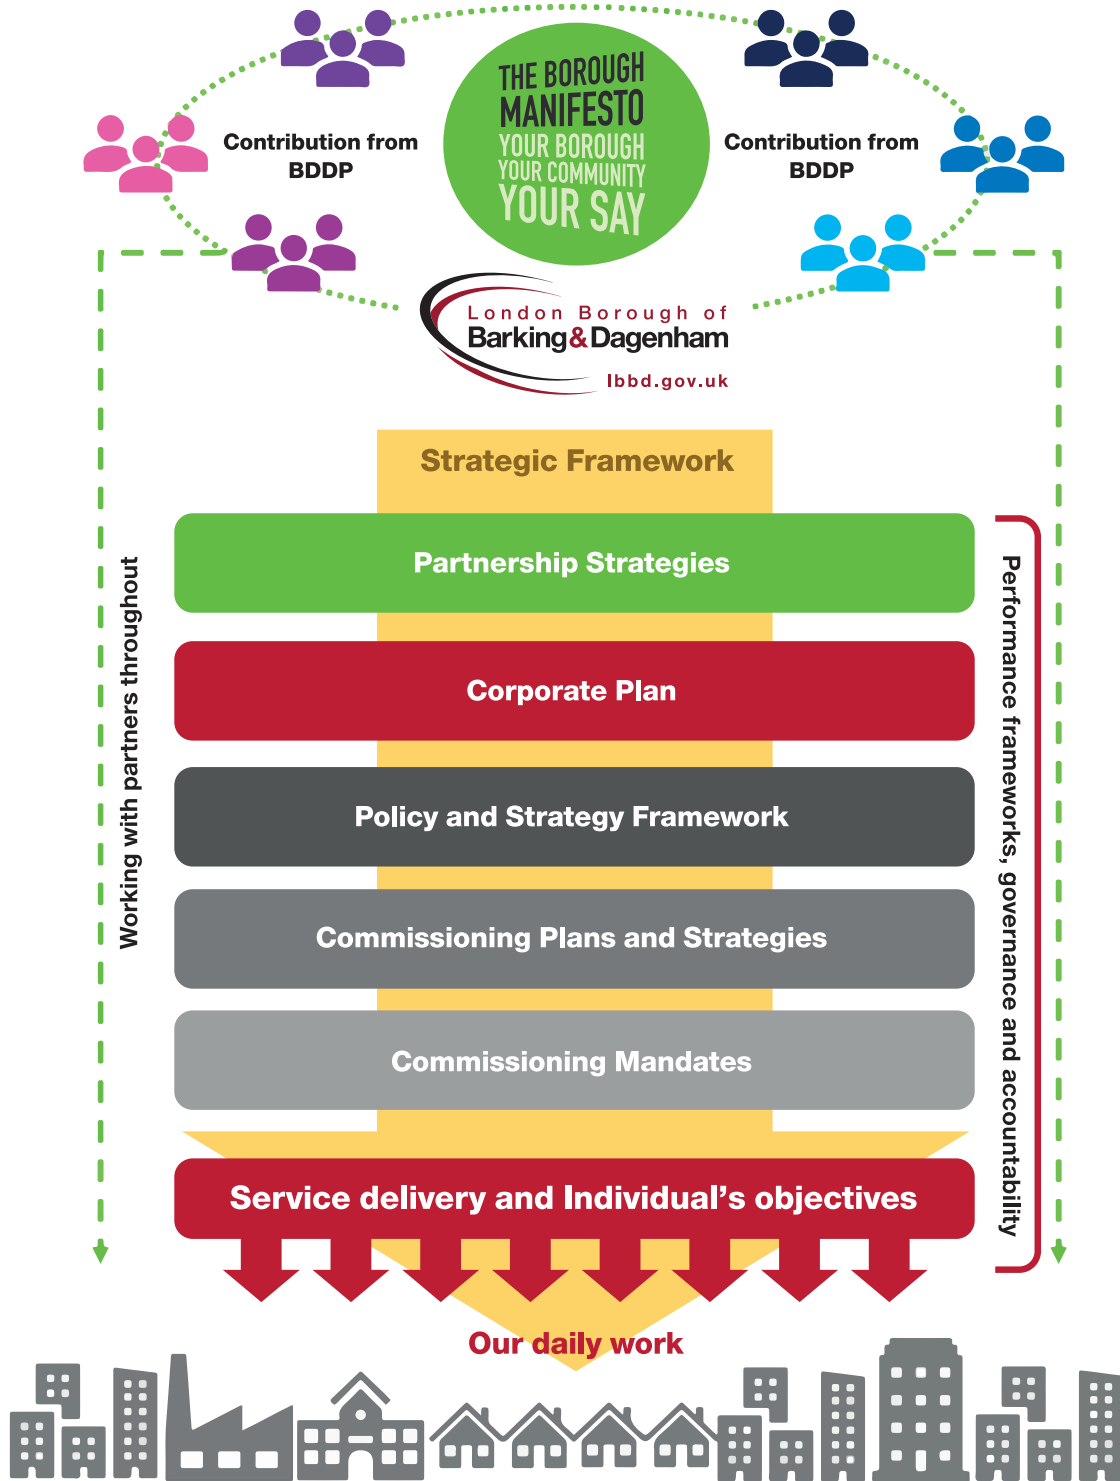 THE BOROUGH
MANIFESTO
YOUR BOROUGH
YOUR COMMUNITY
YOUR SAY
Contribution from
BDDP
Contribution from
BDDP
London Borough of
Barking&Dagenham
lbbd.gov.uk
Strategic Framework
Partnership Strategies
Corporate Plan
Policy and Strategy Framework
Commissioning Plans and Strategies
Commissioning Mandates
Service delivery and Individual's objectives
Working with partners throughout
Performance frameworks, governance and accountability
Our daily work